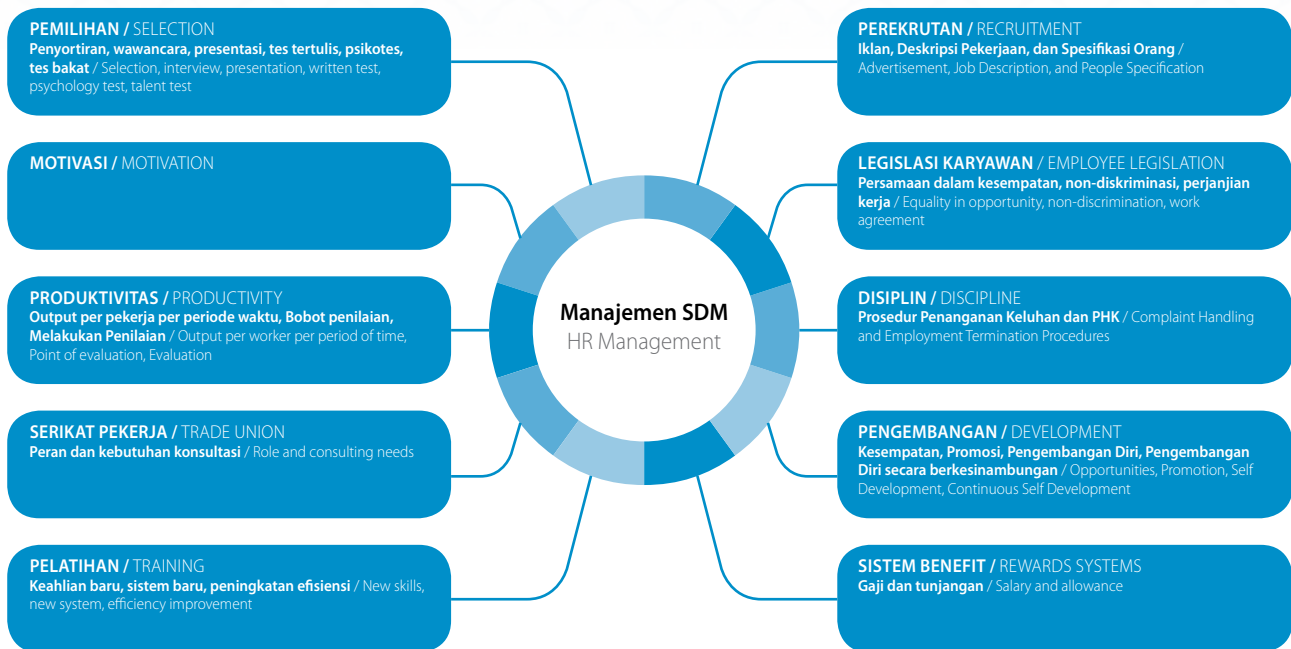 PEMILIHAN / SELECTION
Penyortiran, wawancara, presentasi, tes tertulis, psikotes,
tes bakat / Selection, interview, presentation, written test,
psychology test, talent test
MOTIVASI / MOTIVATION
PRODUKTIVITAS / PRODUCTIVITY
Output per pekerja per periode waktu, Bobot penilaian,
Melakukan Penilaian / Output per worker per period of time,
Point of evaluation, Evaluation
SERIKAT PEKERJA / TRADE UNION
Peran dan kebutuhan konsultasi / Role and consulting needs
PELATIHAN / TRAINING
Keahlian baru, sistem baru, peningkatan efisiensi / New skills,
new system, efficiency improvement
Manajemen SDM
HR Management
PEREKRUTAN / RECRUITMENT
Iklan, Deskripsi Pekerjaan, dan Spesifikasi Orang /
Advertisement, Job Description, and People Specification
LEGISLASI KARYAWAN / EMPLOYEE LEGISLATION
Persamaan dalam kesempatan, non-diskriminasi, perjanjian
kerja / Equality in opportunity, non-discrimination, work
agreement
DISIPLIN / DISCIPLINE
Prosedur Penanganan Keluhan dan PHK / Complaint Handling
and Employment Termination Procedures
PENGEMBANGAN / DEVELOPMENT
Kesempatan, Promosi, Pengembangan Diri, Pengembangan
Diri secara berkesinambungan / Opportunities, Promotion, Self
Development, Continuous Self Development
SISTEM BENEFIT / REWARDS SYSTEMS
Gaji dan tunjangan / Salary and allowance